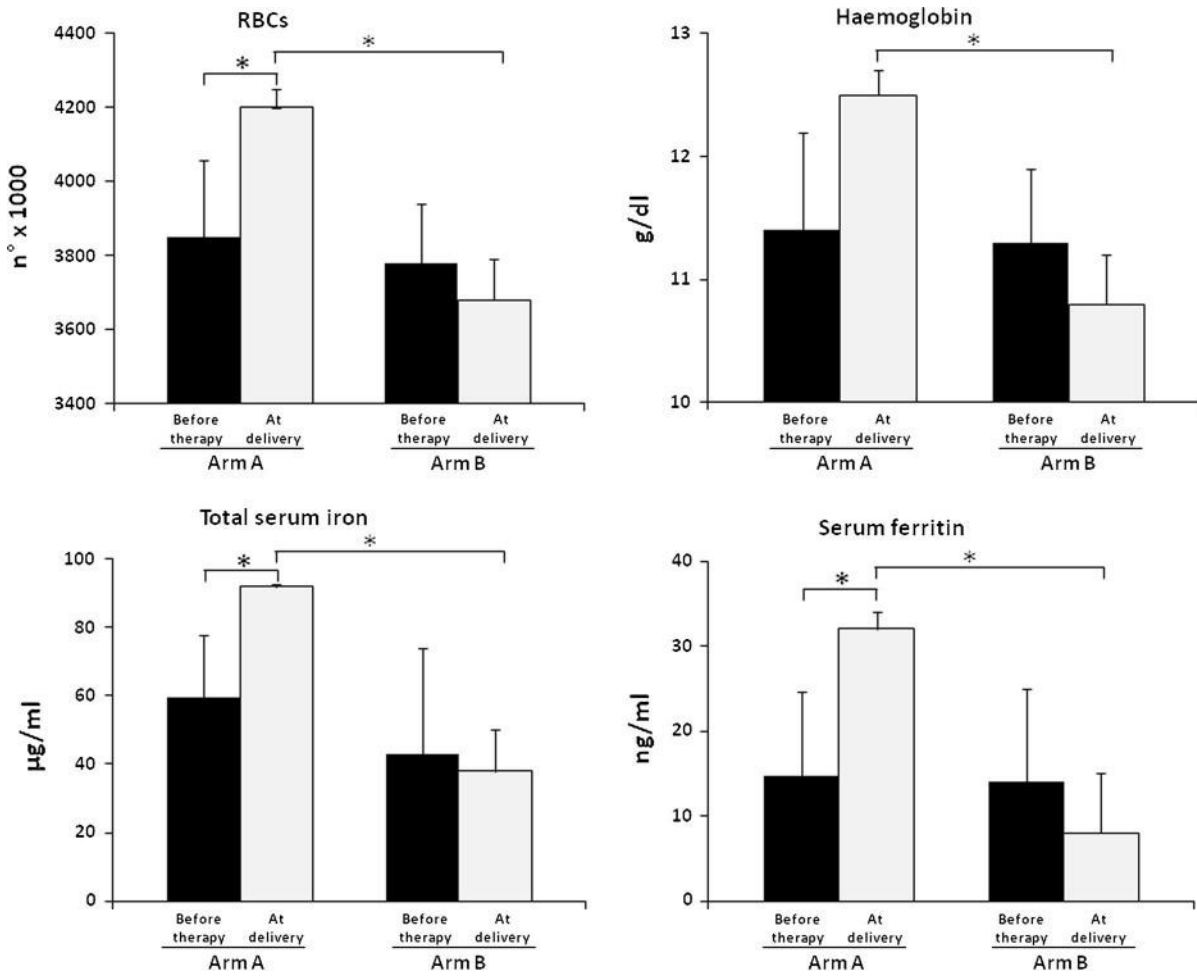 RBCs
4400
4200
4000
3800
3600
3400
n° x 1000
*
*
Before therapy
At delivery
Before therapy
At delivery
Arm A
Arm B
Haemoglobin
13
12
11
10
g/dl
*
Before therapy
At delivery
Before therapy
At delivery
Arm A
Arm B
Total serum iron
100
80
60
40
20
0
µg/ml
*
*
Before therapy
At delivery
Before therapy
At delivery
Arm A
Arm B
Serum ferritin
40
30
20
10
0
ng/ml
*
*
Before therapy
At delivery
Before therapy
At delivery
Arm A
Arm B